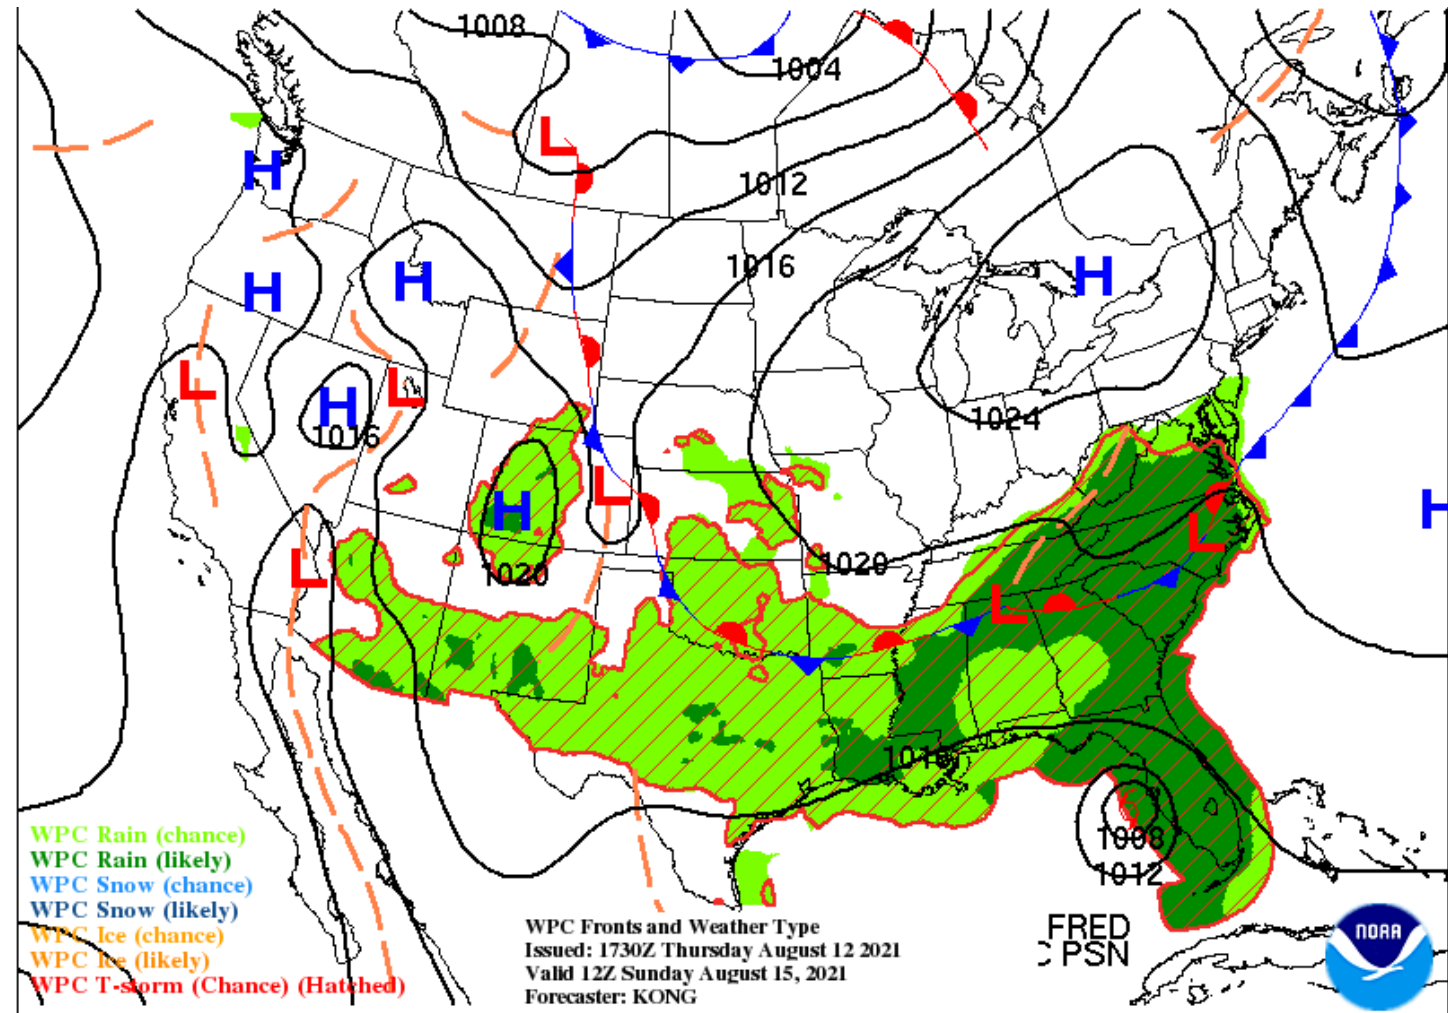 1008
1004
H
L
1012
H
1016
H
H
H
L
L
H
1016
1024
L
H
H
L
1020
1020
L
L
1016
WPC Rain (chance)
WPC Rain (likely)
WPC Snow (chance)
WPC Snow (likely)
WPC Ice (chance)
WPC Ice (likely)
WPC T-storm (Chance) (Hatched)
1008
1012
WPC Fronts and Weather Type
Issued: 1730Z Thursday August 12 2021
Valid 12Z Sunday August 15, 2021
Forecaster: KONG
FRED
C PSN
NOAA